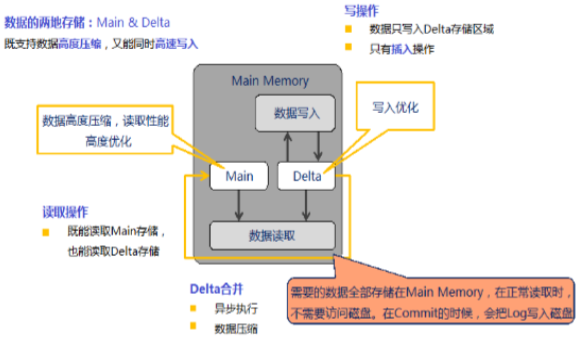 数据的两地存储：Main & Delta
既支持数据高度压缩，又能同时高速写入
写操作
数据只写入Delta存储区域
只有插入操作
Main Memory
数据写入
数据高度压缩，读取性能
高度优化
写入优化
Main
Delta
数据读取
读取操作
既能读取Main存储，
也能读取Delta存储
Delta合并
异步执行
数据压缩
需要的数据全部存储在Main Memory，在正常读取时，
不需要访问磁盘。在Commit的时候，会把Log写入磁盘